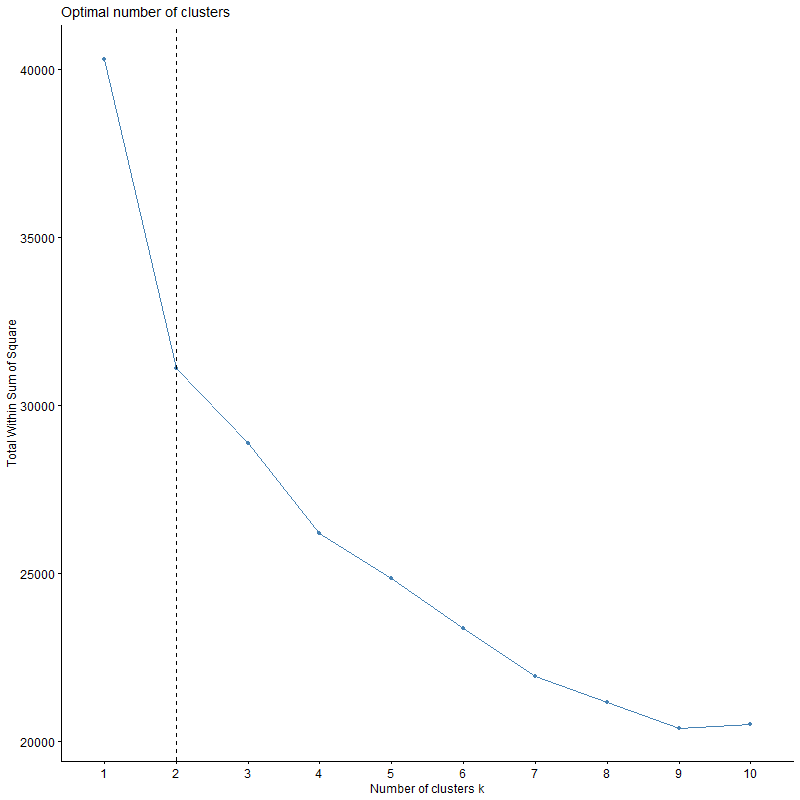 Optimal number of clusters
Total Within Sum of Square
40000
35000
30000
25000
20000
1 2 3 4 5 6 7 8 9 10
Number of clusters k